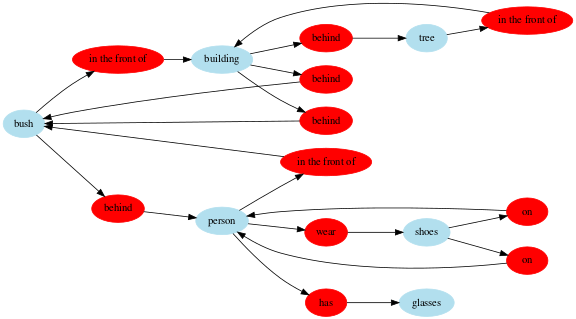 in the front of
in the front of
behind
tree
building
behind
bush
behind
in the front of
behind
person
on
wear
shoes
on
has
glasses